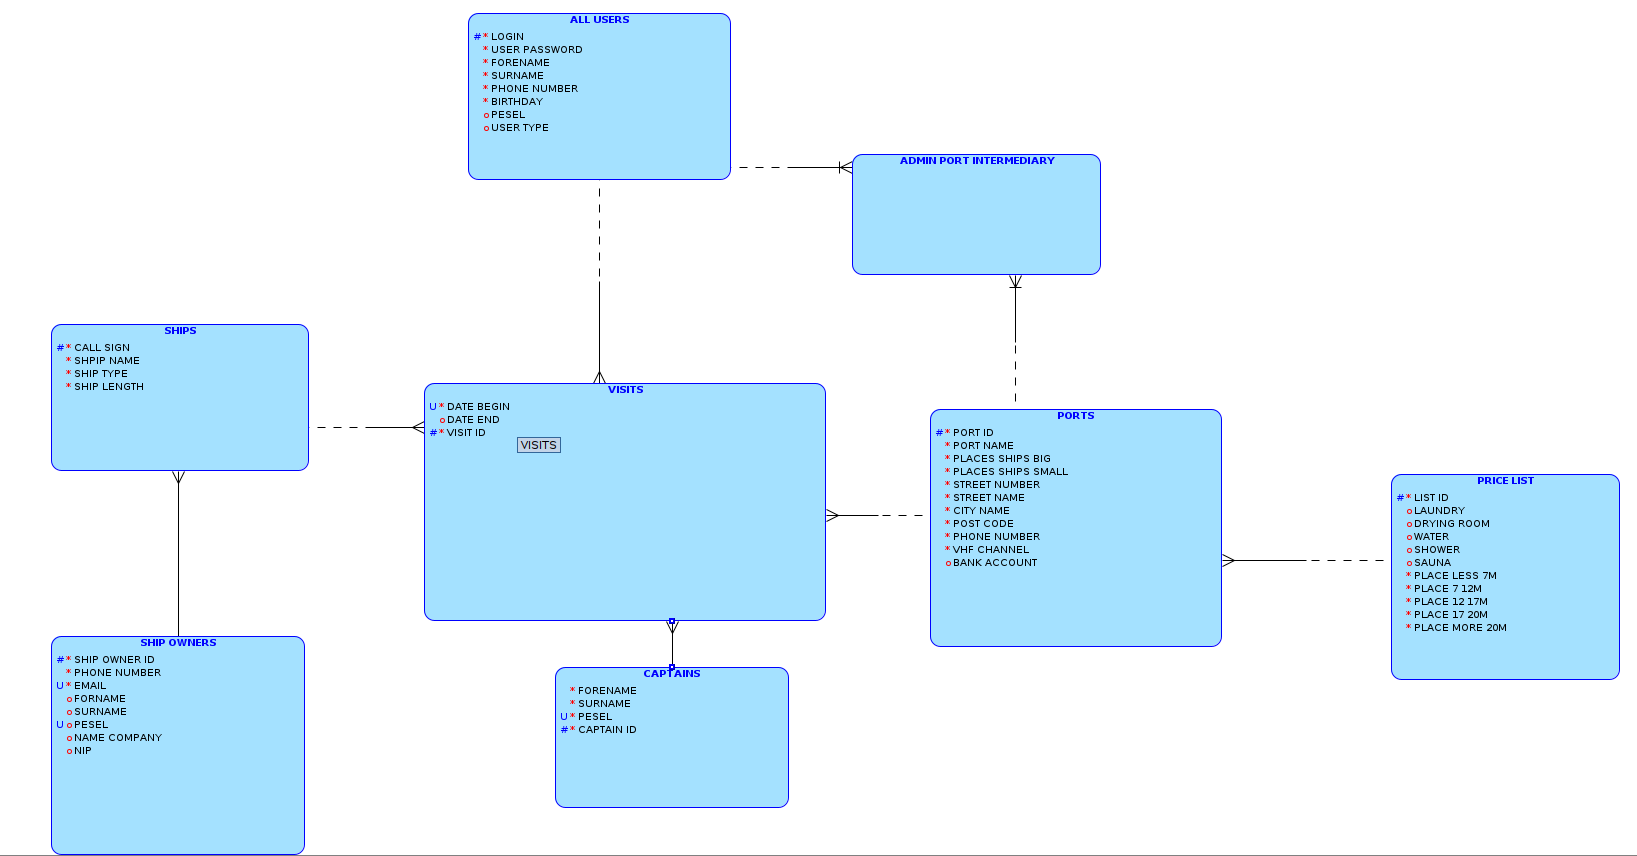 ALL USERS
#* LOGIN
* USER PASSWORD
* FORENAME
* SURNAME
* PHONE NUMBER
* BIRTHDAY
o PESEL
o USER TYPE
ADMIN PORT INTERMEDIARY
SHIPS
#* CALL SIGN
* SHPIP NAME
* SHIP TYPE
* SHIP LENGTH
VISITS
U* DATE BEGIN
o DATE END
#* VISIT ID
VISITS
PORTS
#* PORT ID
* PORT NAME
* PLACES SHIPS BIG
* PLACES SHIPS SMALL
* STREET NUMBER
* STREET NAME
* CITY NAME
* POST CODE
* PHONE NUMBER
* VHF CHANNEL
o BANK ACCOUNT
PRICE LIST
#* LIST ID
o LAUNDRY
o DRYING ROOM
o WATER
o SHOWER
o SAUNA
* PLACE LESS 7M
* PLACE 7 12M
* PLACE 12 17M
* PLACE 17 20M
* PLACE MORE 20M
SHIP OWNERS
#* SHIP OWNER ID
* PHONE NUMBER
U* EMAIL
o FORNAME
o SURNAME
U o PESEL
o NAME COMPANY
o NIP
CAPTAINS
* FORENAME
* SURNAME
U* PESEL
#* CAPTAIN ID